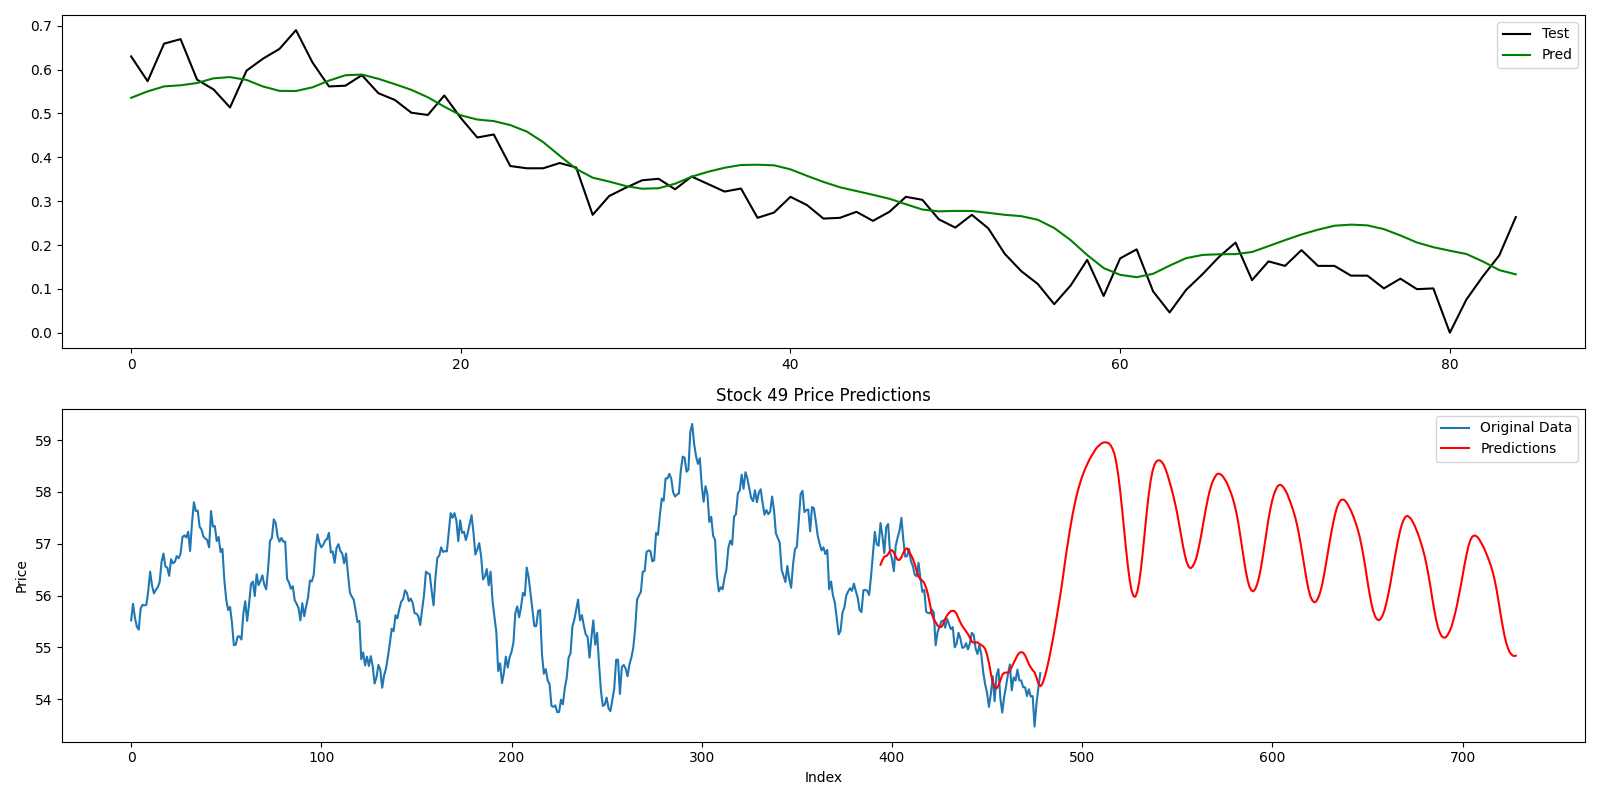 0.7
0.6
0.5
0.4
0.3
0.2
0.1
0.0
Test
Pred
0 20 40 60 80
Stock 49 Price Predictions
Price
59
58
57
56
55
54
Original Data
Predictions
0 100 200 300 400 500 600 700
Index